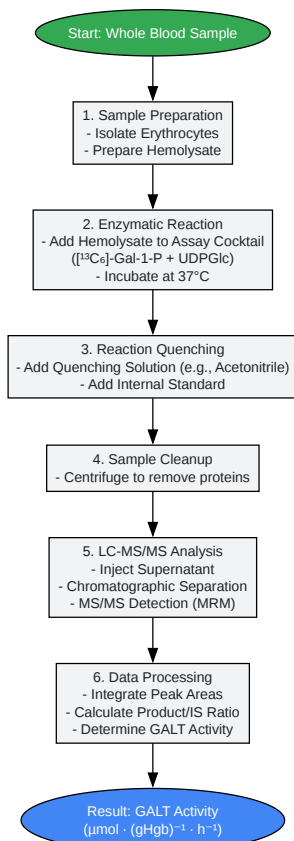 Start: Whole Blood Sample
1. Sample Preparation
- Isolate Erythrocytes
- Prepare Hemolysate
2. Enzymatic Reaction
- Add Hemolysate to Assay Cocktail
([¹³C₆]-Gal-1-P + UDPGlc)
- Incubate at 37°C
3. Reaction Quenching
- Add Quenching Solution (e.g., Acetonitrile)
- Add Internal Standard
4. Sample Cleanup
- Centrifuge to remove proteins
5. LC-MS/MS Analysis
- Inject Supernatant
- Chromatographic Separation
- MS/MS Detection (MRM)
6. Data Processing
- Integrate Peak Areas
- Calculate Product/IS Ratio
- Determine GALT Activity
Result: GALT Activity
(μmol · (gHgb)⁻¹ · h⁻¹)